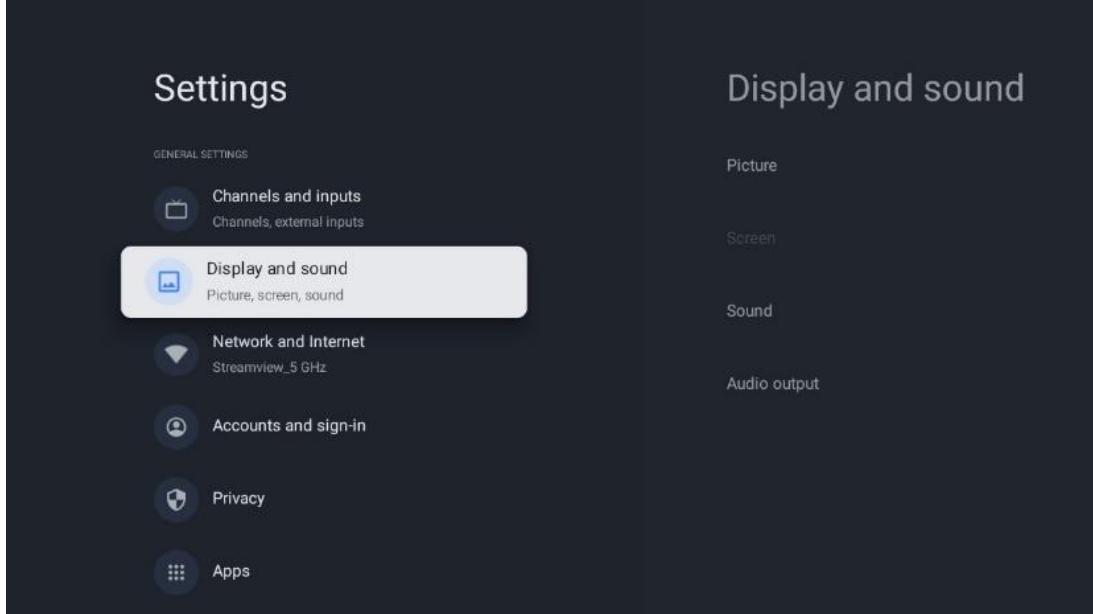 Settings
GENERAL SETTINGS
Channels and inputs
Channels, external inputs
Display and sound
Picture, screen, sound
Network and Internet
Streamview_5 GHz
Accounts and sign-in
Privacy
Apps
Display and sound
Picture
Screen
Sound
Audio output